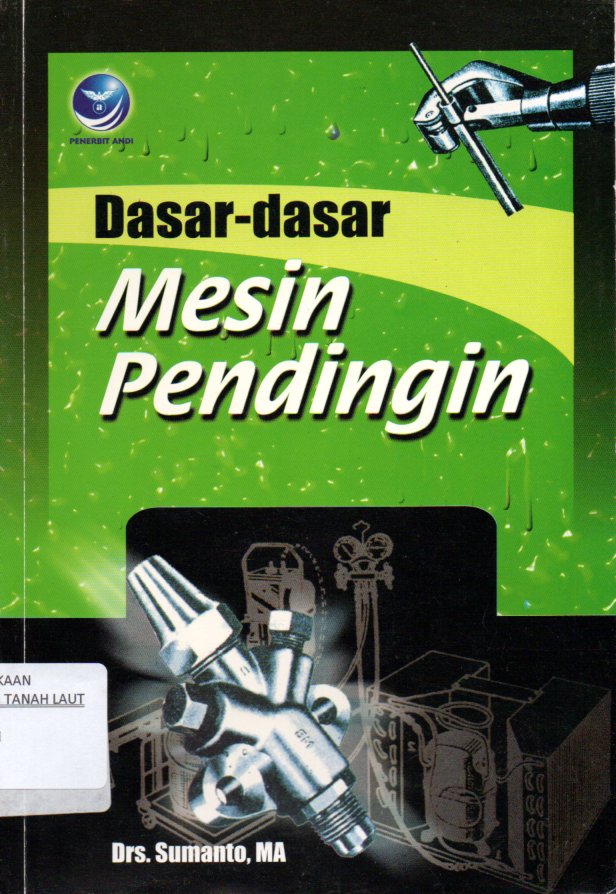 a
PENERBIT ANDI
Dasar-dasar
Mesin
Pendingin
KAAN
TANAH LAUT
Drs. Sumanto, MA